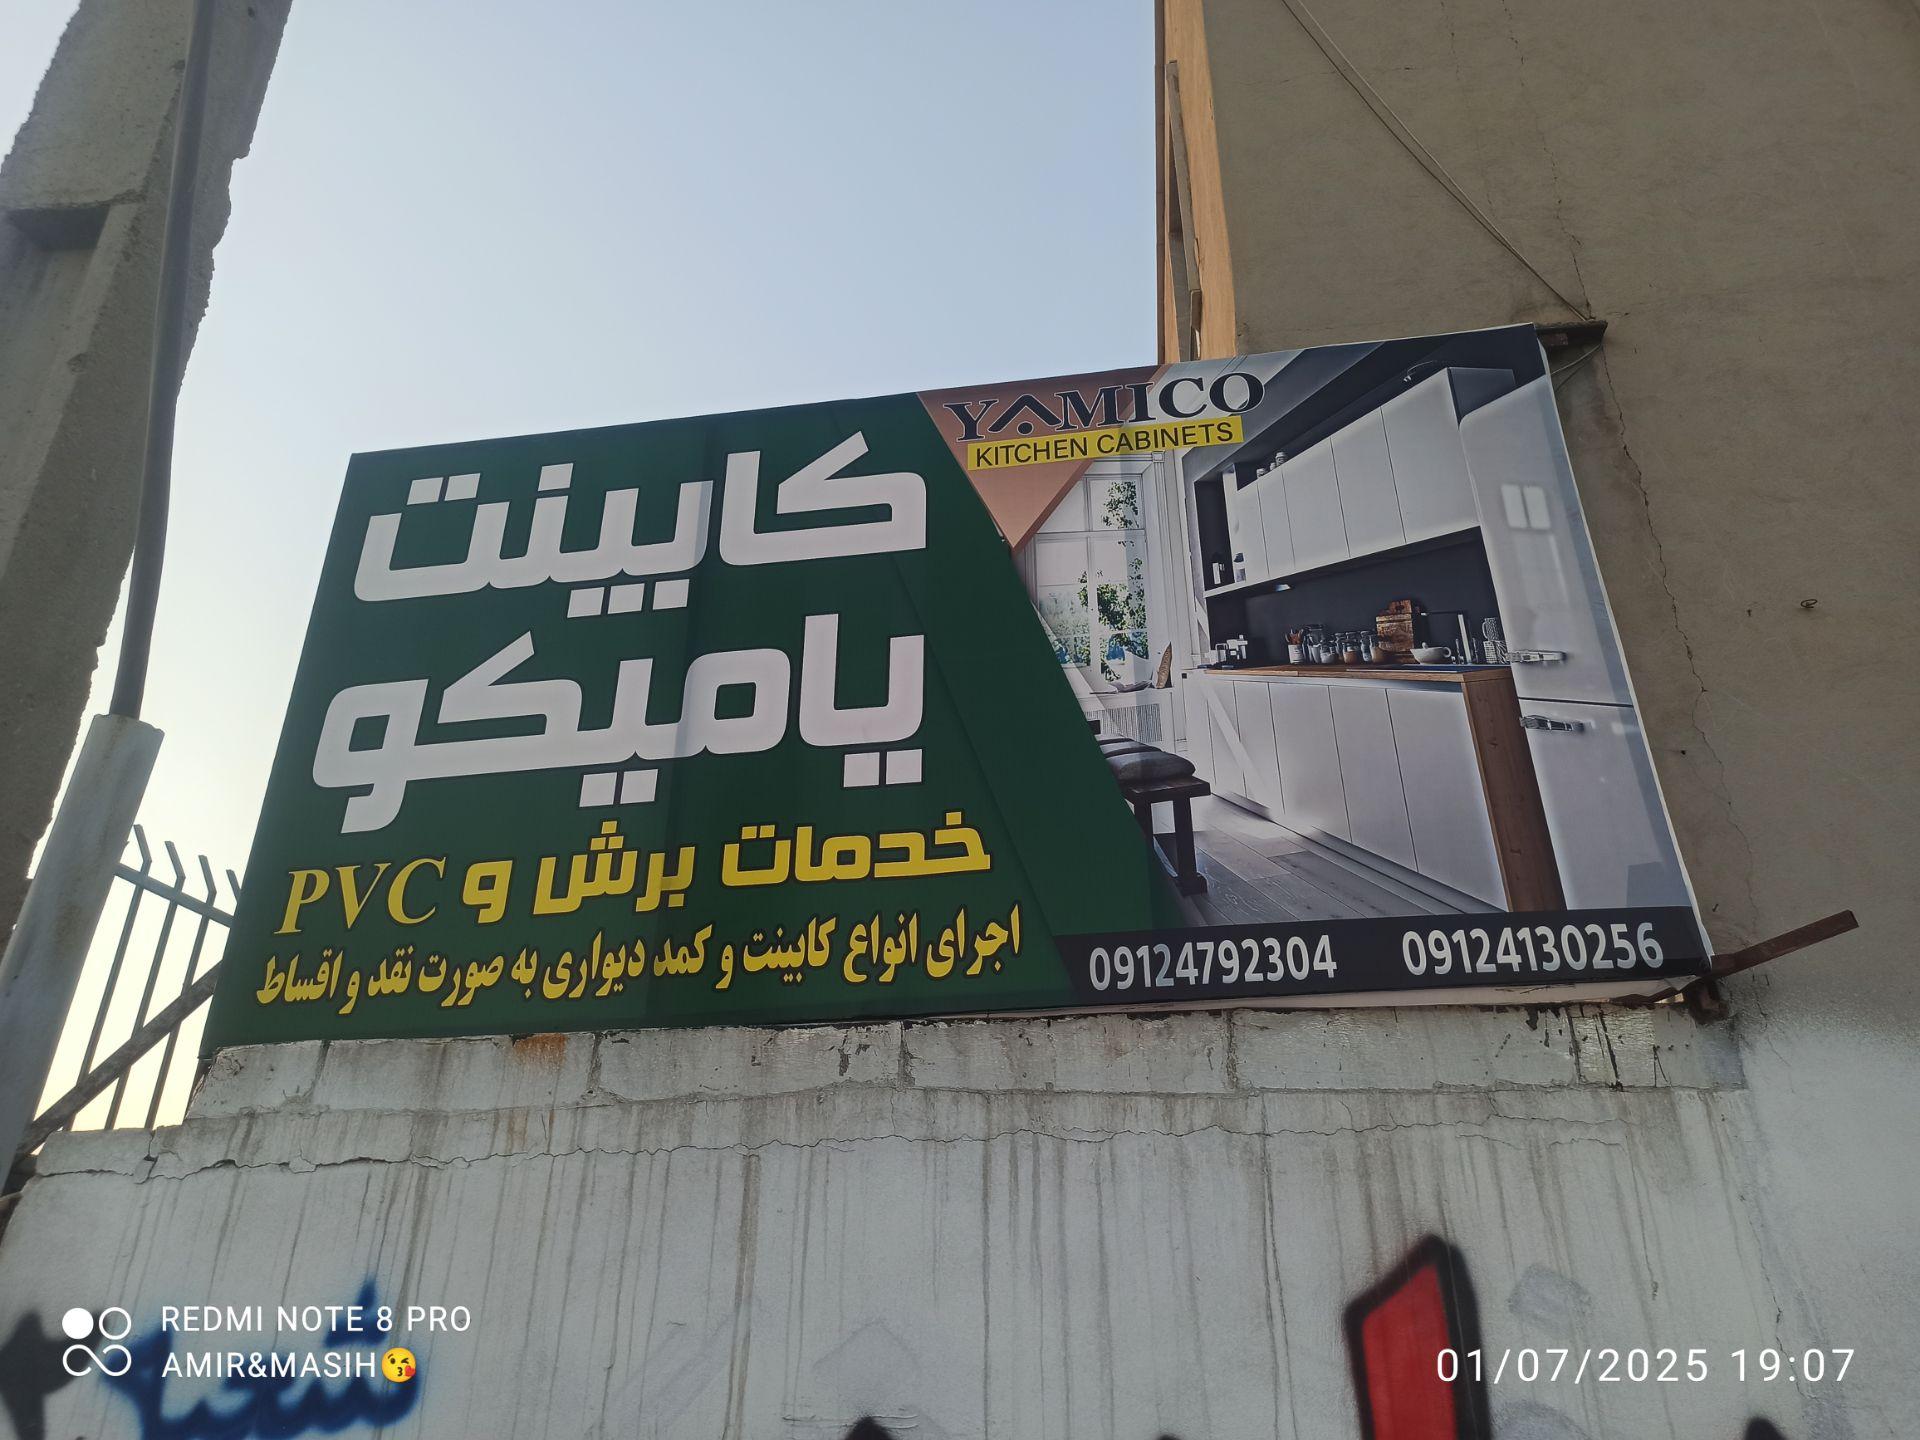 YAMICO
KITCHEN CABINETS
کابینت
یامیکو
خدمات برش و PVC
اجرای انواع کابینت و کمد دیواری به صورت نقد و اقساط
09124792304 09124130256
REDMI NOTE 8 PRO
AMIR&MASIH😘
01/07/2025 19:07